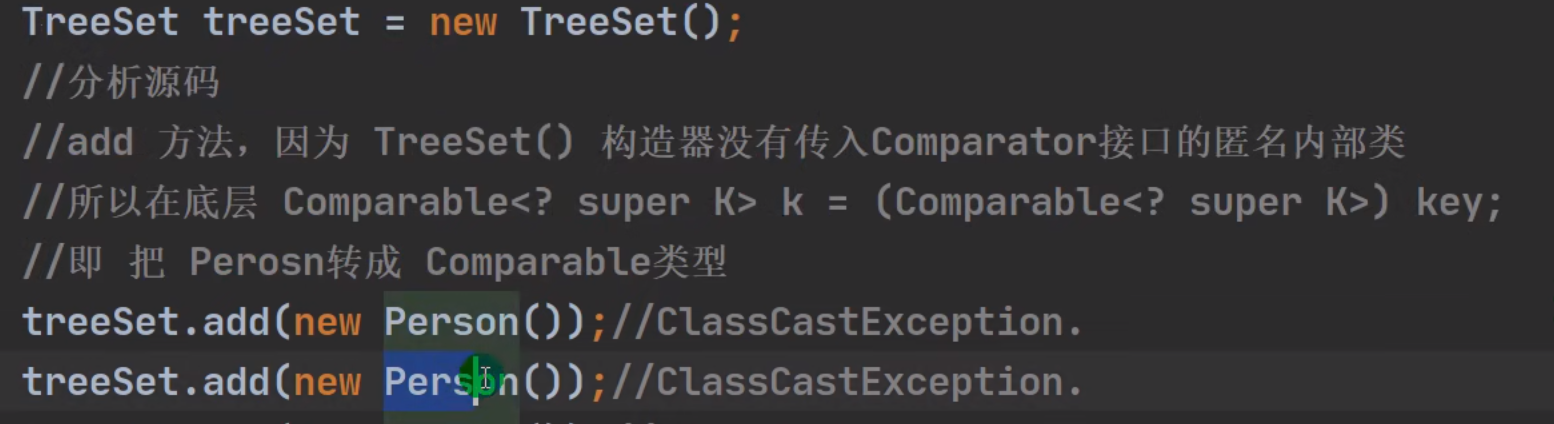 TreeSet treeSet = new TreeSet();
//分析源码
//add 方法，因为 TreeSet() 构造器没有传入Comparator接口的匿名内部类
//所以在底层 Comparable<? super K> k = (Comparable<? super K>) key;
//即 把 Perosn转成 Comparable类型
treeSet.add(new Person());//ClassCastException.
treeSet.add(new Person());//ClassCastException.